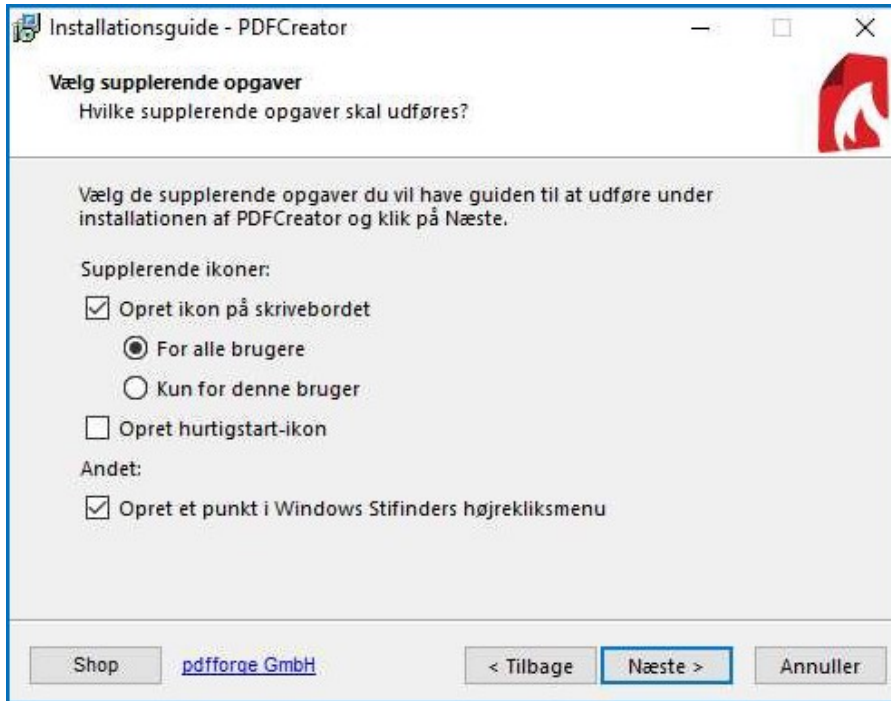 Installationsguide - PDFCreator
Vælg supplerende opgaver
Hvilke supplerende opgaver skal udføres?
Vælg de supplerende opgaver du vil have guiden til at udføre under
installationen af PDFCreator og klik på Næste.
Supplerende ikoner:
Opret ikon på skrivebordet
For alle brugere
Kun for denne bruger
Opret hurtigstart-ikon
Andet:
Opret et punkt i Windows Stifinders højrekliksmenu
Shop pdfforge GmbH < Tilbage Næste > Annuller